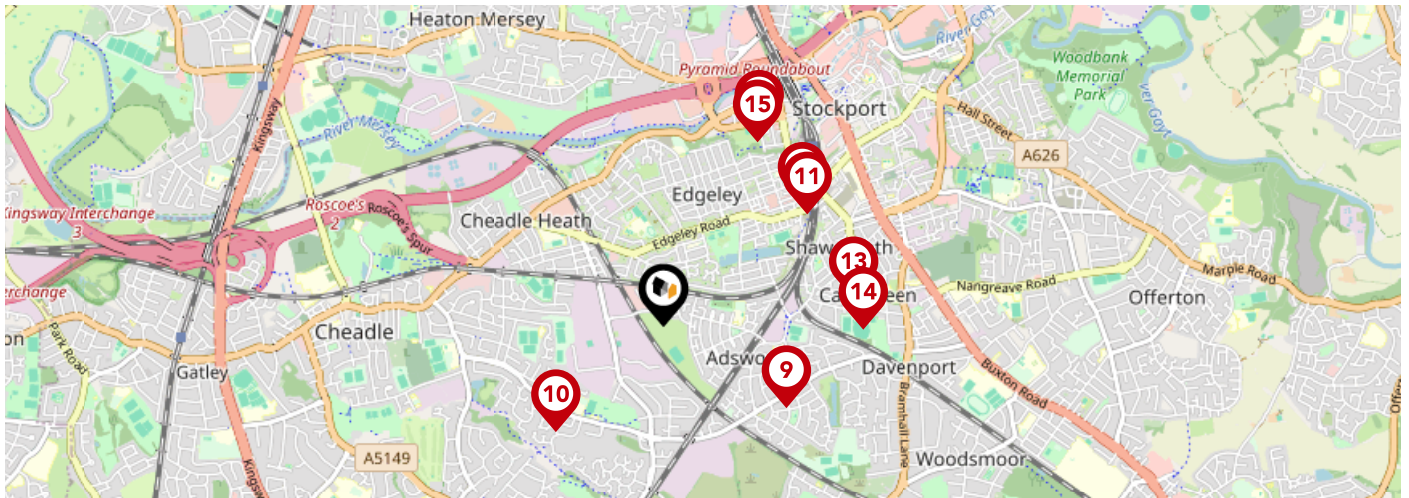 Heaton Mersey
Pyramid Roundabout
15
Stockport
River Goyt
Woodbank
Memorial
Park
Hall Street
A626
Kingsway
River Mersey
11
Edgeley
Edgeley Road
Kingsway Interchange
3
Roscoe's
2
Roscoe's Spur
Cheadle Heath
13
14
Nangreave Road
Marple Road
Offerton
Cheadle
Park Road
Gatley
9
Davenport
10
Buxton Road
Bramhall Lane
A5149
Kingsway
Woodsmoor